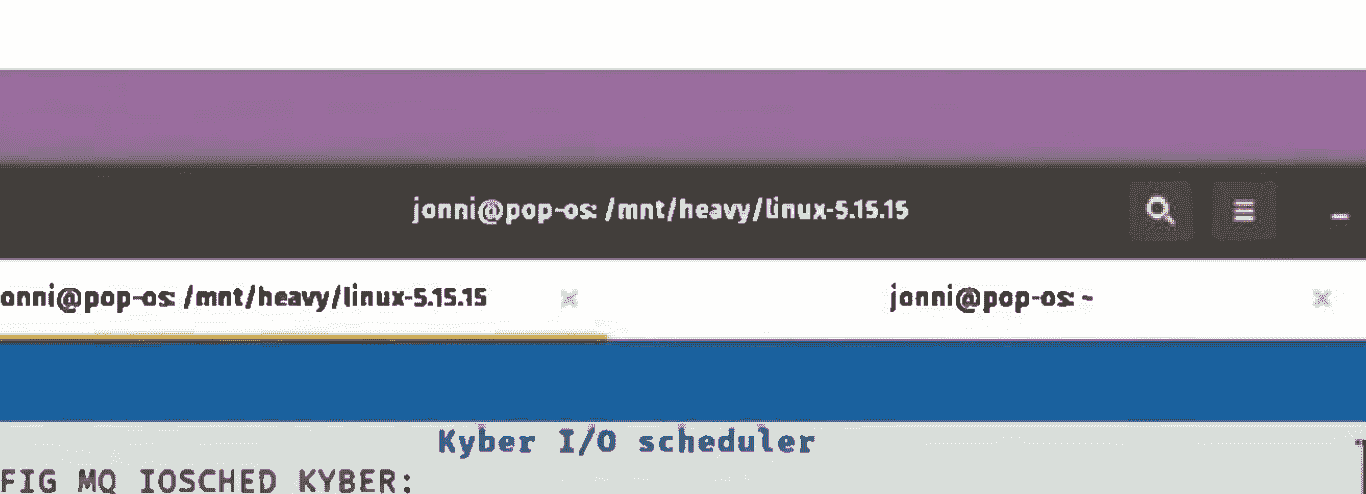 jonni@pop-os: /mnt/heavy/linux-5.15.15
onni@pop-os: /mnt/heavy/linux-5.15.15
jonni@pop-os: ~
Kyber I/O scheduler
FIG MQ IOSCHED KYBER: